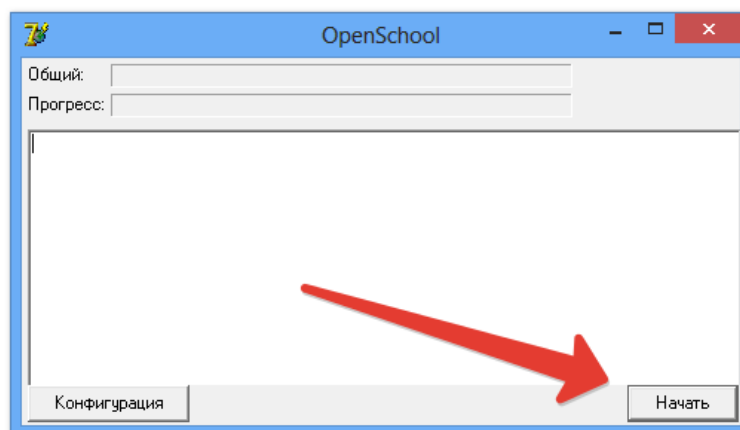 OpenSchool
Общий:
Прогресс:
Конфигурация
Начать